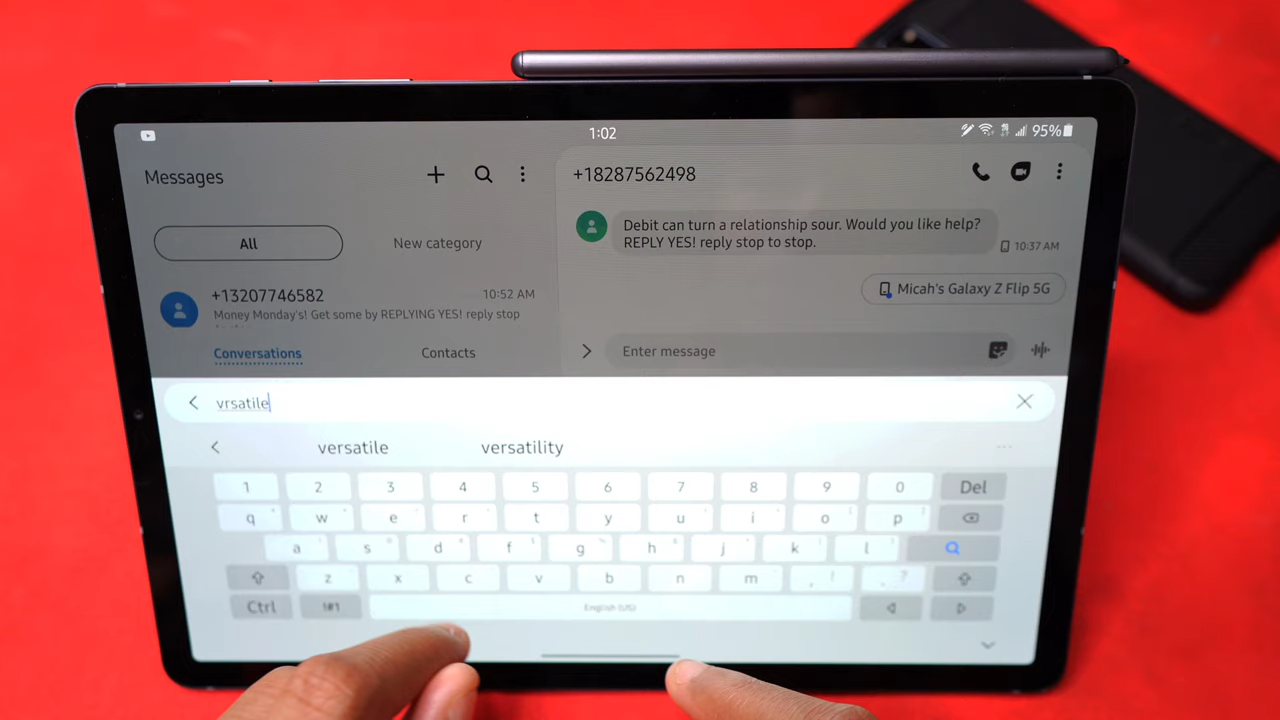 1:02
95%
Messages
+18287562498
Debit can turn a relationship sour. Would you like help?
REPLY YES! reply stop to stop.
10:37 AM
All
New category
Micah's Galaxy Z Flip 5G
+13207746582
10:52 AM
Money Monday's! Get some by REPLYING YES! reply stop
Conversations
Contacts
Enter message
vrsatile
versatile
versatility
1 2 3 4 5 6 7 8 9 0 Del
q w e r t y u i o p
a s d f g h j k l
z x c v b n m , ! . ?
Ctrl !#1 English (US)